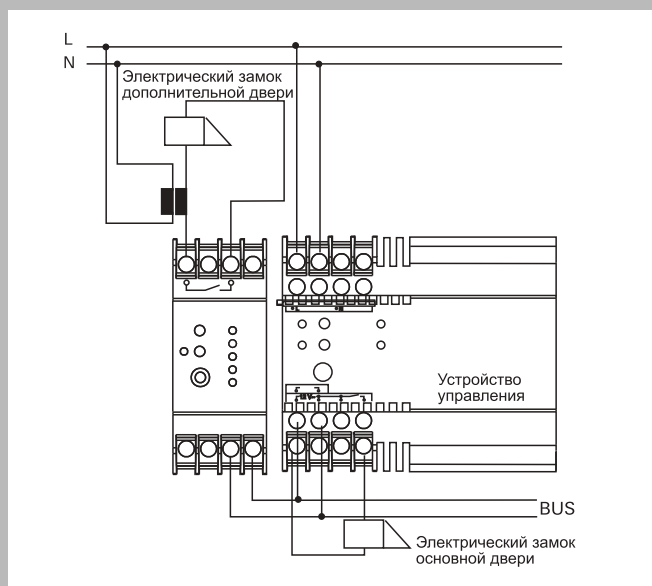 L
N
Электрический замок
дополнительной двери
Устройство
управления
BUS
Электрический замок
основной двери